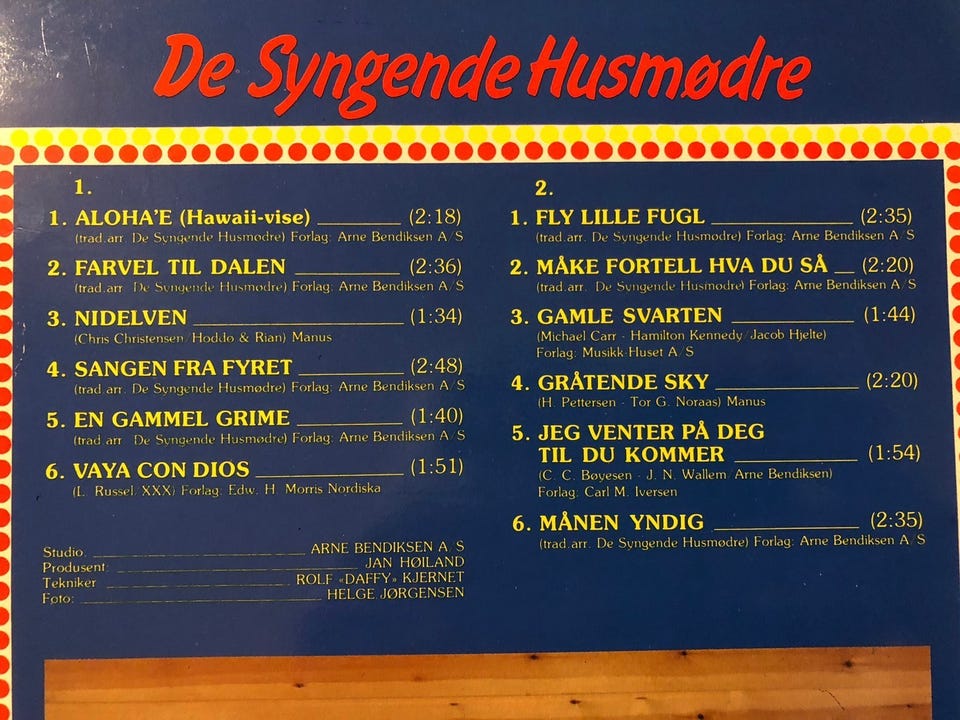 De Syngende Husmødre
1.
1. ALOHA'E (Hawaii-vise) (2:18)
(trad.arr. De Syngende Husmødre) Forlag: Arne Bendiksen A/S
2. FARVEL TIL DALEN (2:36)
(trad.arr. De Syngende Husmødre) Forlag: Arne Bendiksen A/S
3. NIDELVEN (1:34)
(Chris Christensen/Hoddø & Rian) Manus
4. SANGEN FRA FYRET (2:48)
(trad.arr. De Syngende Husmødre) Forlag: Arne Bendiksen A/S
5. EN GAMMEL GRIME (1:40)
(trad.arr. De Syngende Husmødre) Forlag: Arne Bendiksen A/S
6. VAYA CON DIOS (1:51)
(L. Russel/XXX) Forlag: Edw. H. Morris Nordiska
Studio: ARNE BENDIKSEN A/S
Produsent: JAN HØILAND
Tekniker ROLF «DAFFY» KJERNET
Foto: HELGE JØRGENSEN
2.
1. FLY LILLE FUGL (2:35)
(trad.arr. De Syngende Husmødre) Forlag: Arne Bendiksen A/S
2. MÅKE FORTELL HVA DU SÅ (2:20)
(trad.arr. De Syngende Husmødre) Forlag: Arne Bendiksen A/S
3. GAMLE SVARTEN (1:44)
(Michael Carr - Hamilton Kennedy/Jacob Hjelte)
Forlag: Musikk-Huset A/S
4. GRÅTENDE SKY (2:20)
(H. Pettersen - Tor G. Noraas) Manus
5. JEG VENTER PÅ DEG
TIL DU KOMMER (1:54)
(C. C. Bøyesen - J. N. Wallem/Arne Bendiksen)
Forlag: Carl M. Iversen
6. MÅNEN YNDIG (2:35)
(trad.arr. De Syngende Husmødre) Forlag: Arne Bendiksen A/S